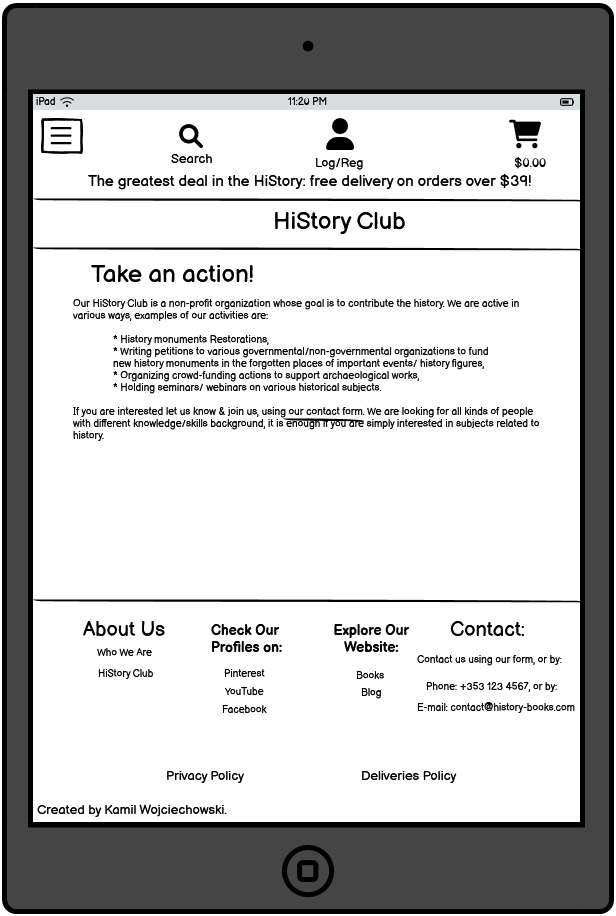 iPad 11:20 PM
Search
Log/Reg
$0.00
The greatest deal in the HiStory: free delivery on orders over $39!
HiStory Club
Take an action!
Our HiStory Club is a non-profit organization whose goal is to contribute the history. We are active in
various ways, examples of our activities are:
* History monuments Restorations,
* Writing petitions to various governmental/non-governmental organizations to fund
new history monuments in the forgotten places of important events/ history figures,
* Organizing crowd-funding actions to support archaeological works,
* Holding seminars/ webinars on various historical subjects.
If you are interested let us know & join us, using our contact form. We are looking for all kinds of people
with different knowledge/skills background, it is enough if you are simply interested in subjects related to
history.
About Us
Who We Are
HiStory Club
Check Our
Profiles on:
Pinterest
YouTube
Facebook
Explore Our
Website:
Books
Blog
Contact:
Contact us using our form, or by:
Phone: +353 123 4567, or by:
E-mail: contact@history-books.com
Privacy Policy
Deliveries Policy
Created by Kamil Wojciechowski.